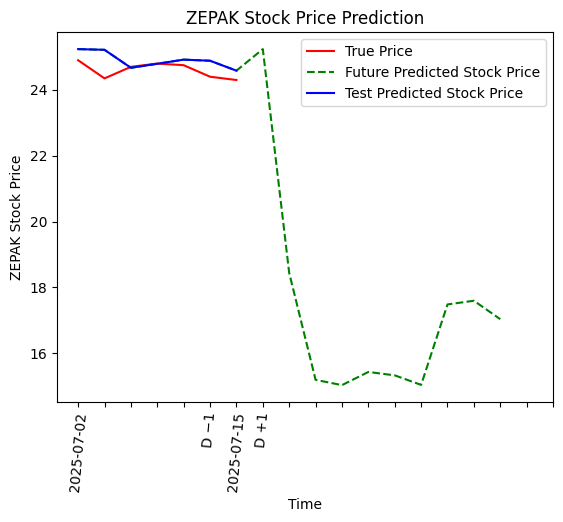 ZEPAK Stock Price Prediction
True Price
Future Predicted Stock Price
Test Predicted Stock Price
ZEPAK Stock Price
24
22
20
18
16
2025-07-02
D −1
2025-07-15
D +1
Time